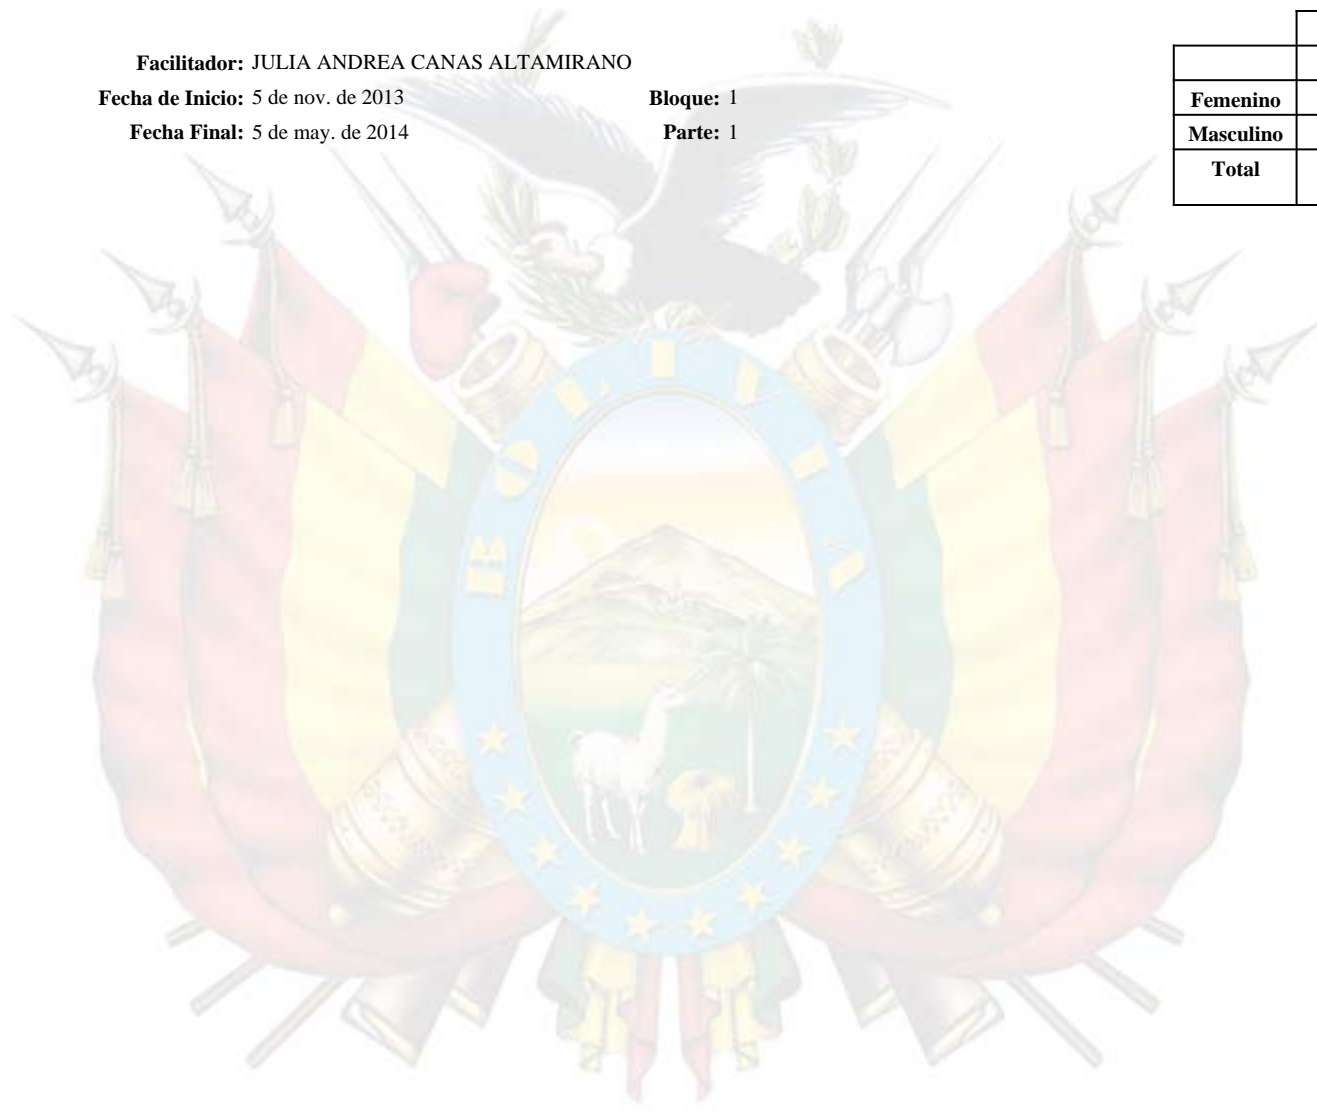 Facilitador: JULIA ANDREA CANAS ALTAMIRANO
Fecha de Inicio: 5 de nov. de 2013 Bloque: 1
Fecha Final: 5 de may. de 2014 Parte: 1
Femenino
Masculino
Total
BOLIVIA